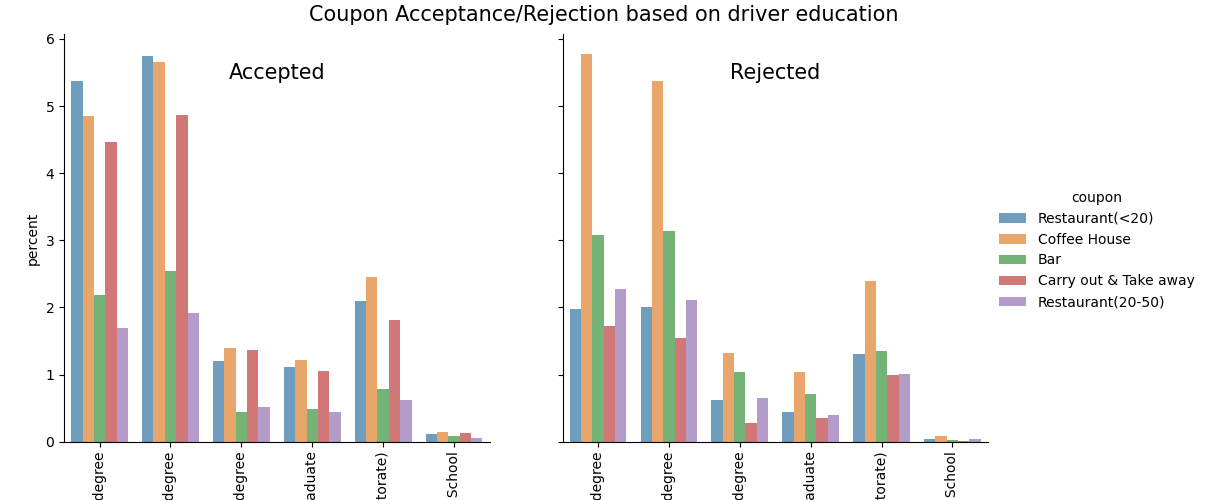 Coupon Acceptance/Rejection based on driver education
Accepted
Rejected
percent
6
5
4
3
2
1
0
degree
degree
degree
aduate
torate)
School
degree
degree
degree
aduate
torate)
School
coupon
Restaurant(<20)
Coffee House
Bar
Carry out & Take away
Restaurant(20-50)